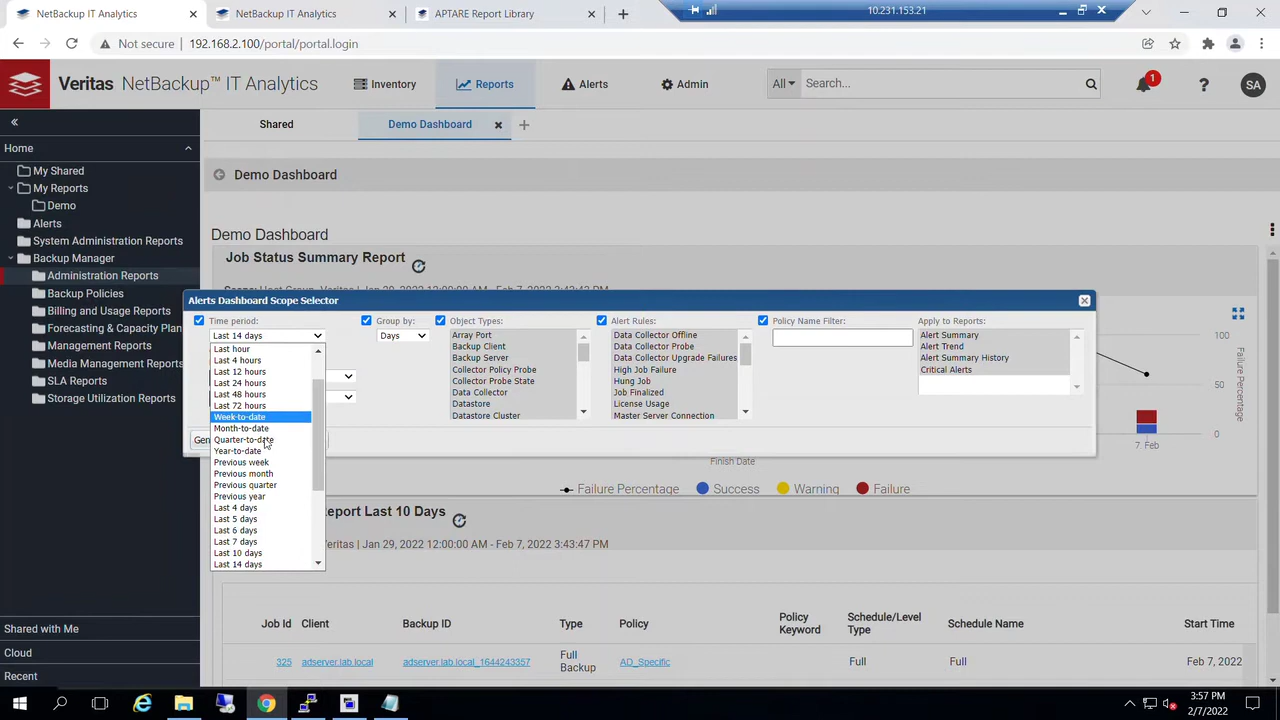 NetBackup IT Analytics
NetBackup IT Analytics
APTARE Report Library
10.231.153.21
Not secure
192.168.2.100/portal/portal.login
Veritas NetBackup™ IT Analytics
Inventory
Reports
Alerts
Admin
All
Search...
1
?
SA
«
Shared
Demo Dashboard
Home
My Shared
My Reports
Demo
Alerts
System Administration Reports
Backup Manager
Administration Reports
Backup Policies
Billing and Usage Reports
Forecasting & Capacity Plan
Management Reports
Media Management Reports
SLA Reports
Storage Utilization Reports
Shared with Me
Cloud
Recent
Demo Dashboard
Demo Dashboard
Job Status Summary Report
Alerts Dashboard Scope Selector
Time period:
Last 14 days
Last hour
Last 4 hours
Last 12 hours
Last 24 hours
Last 48 hours
Last 72 hours
Week-to-date
Month-to-date
Quarter-to-date
Year-to-date
Previous week
Previous month
Previous quarter
Previous year
Last 4 days
Last 5 days
Last 6 days
Last 7 days
Last 10 days
Last 14 days
Gen
Group by:
Days
Object Types:
Array Port
Backup Client
Backup Server
Collector Policy Probe
Collector Probe State
Data Collector
Datastore
Datastore Cluster
Alert Rules:
Data Collector Offline
Data Collector Probe
Data Collector Upgrade Failures
High Job Failure
Hung Job
Job Finalized
License Usage
Master Server Connection
Policy Name Filter:
Apply to Reports:
Alert Summary
Alert Trend
Alert Summary History
Critical Alerts
100
50
0
Failure Percentage
7. Feb
Finish Date
Failure Percentage
Success
Warning
Failure
eport Last 10 Days
Veritas | Jan 29, 2022 12:00:00 AM - Feb 7, 2022 3:43:47 PM
Job Id
Client
Backup ID
Type
Policy
Policy Keyword
Schedule/Level Type
Schedule Name
Start Time
325
adserver.lab.local
adserver.lab.local_1644243357
Full Backup
AD_Specific
Full
Full
Feb 7, 2022
3:57 PM
2/7/2022